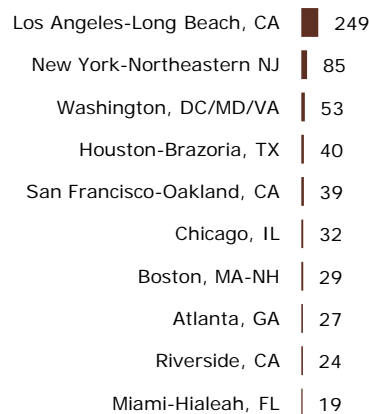 Los Angeles-Long Beach, CA 249
New York-Northeastern NJ 85
Washington, DC/MD/VA 53
Houston-Brazoria, TX 40
San Francisco-Oakland, CA 39
Chicago, IL 32
Boston, MA-NH 29
Atlanta, GA 27
Riverside, CA 24
Miami-Hialeah, FL 19